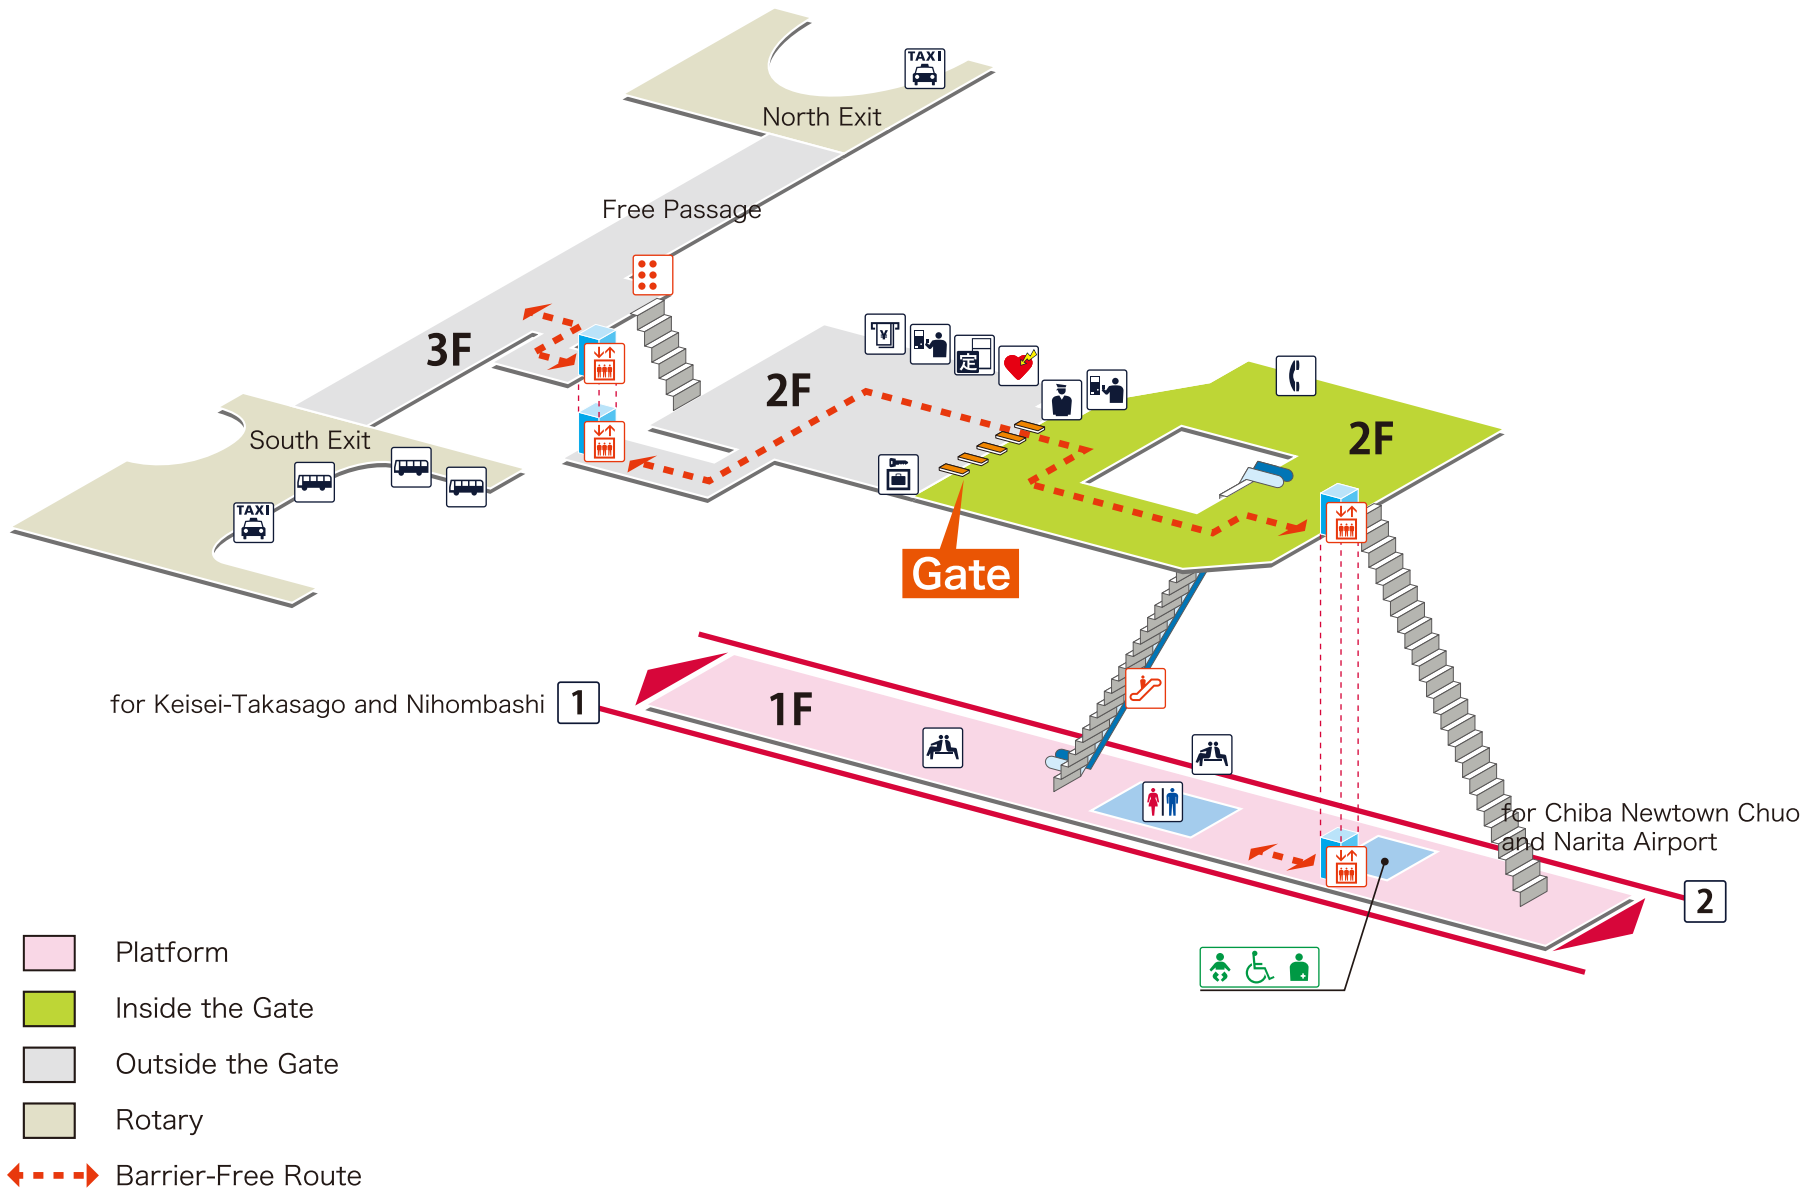 TAXI
North Exit
Free Passage
3F
¥
定
2F
2F
South Exit
TAXI
Gate
for Keisei-Takasago and Nihombashi
1
1F
for Chiba Newtown Chuo
and Narita Airport
2
Platform
Inside the Gate
Outside the Gate
Rotary
Barrier-Free Route